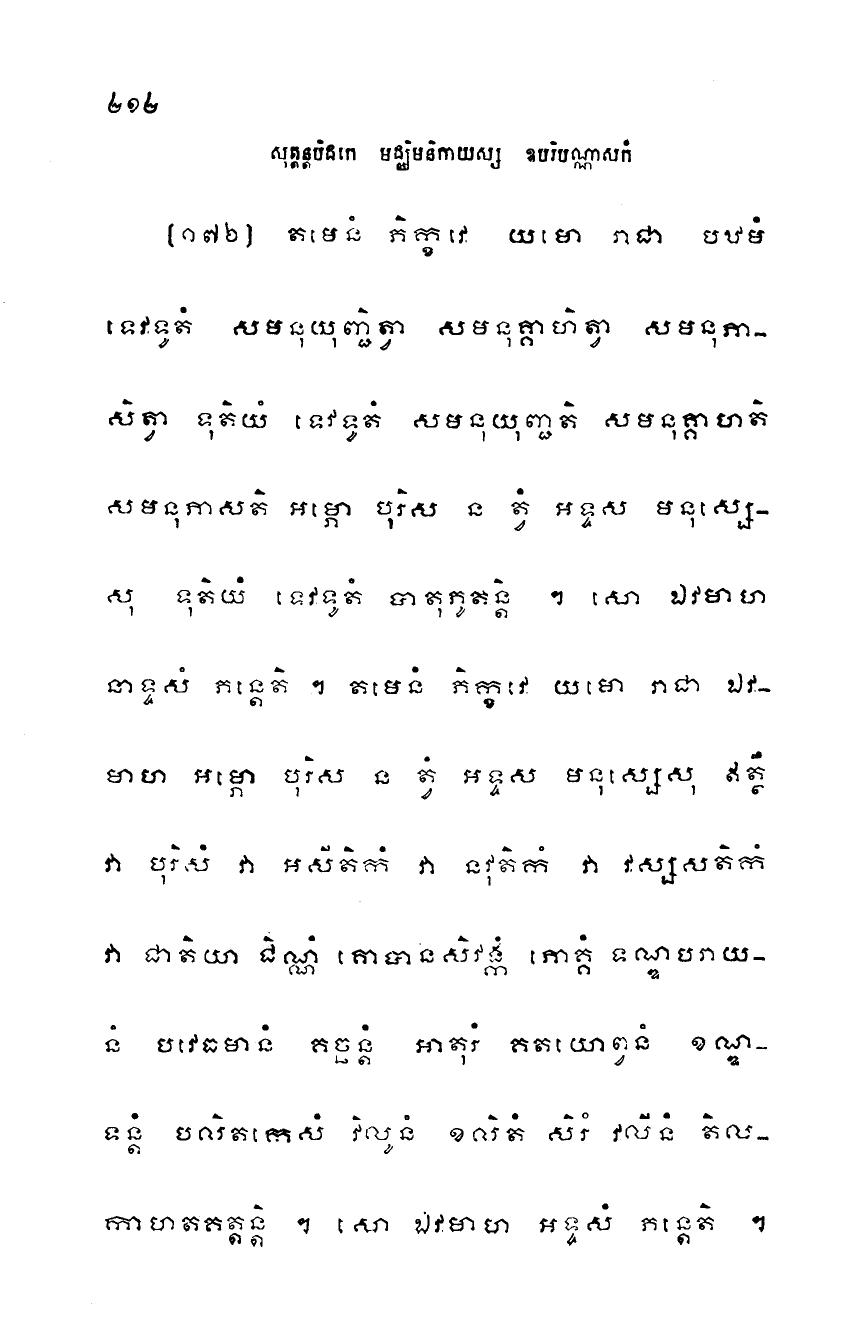 ២១២
សុត្តន្តបិដកេ មជ្ឈិមនិកាយស្ស ឧបរិបណ្ណាសកំ
(១៧២) តមេនំ ភិក្ខវេ យមោ រាជា បឋមំ
ទេវទូតំ សមនុយុញ្ជិត្វា សមនុគ្គាហិត្វា សមនុភា-
សិត្វា ទុតិយំ ទេវទូតំ សមនុយុញ្ជតិ សមនុគ្គាហតិ
សមនុភាសតិ អម្ភោ បុរិស ន ត្វំ អទ្ទស មនុស្សេ-
សុ ទុតិយំ ទេវទូតំ បាតុភូតន្តិ ។ សោ ឯវមាហ
នាទ្ទសំ ភន្តេតិ ។ តមេនំ ភិក្ខវេ យមោ រាជា ឯវ-
មាហ អម្ភោ បុរិស ន ត្វំ អទ្ទស មនុស្សេសុ ឥត្ថឹ
វា បុរិសំ វា អសីតិកំ វា នវុតិកំ វា វស្សសតិកំ
វា ជាតិយា ជិណ្ណំ គោបានសិវង្កំ ភោគ្គំ ទណ្ឌបរាយ-
នំ បវេធមានំ គច្ឆន្តំ អាតុរំ គតយោព្វនំ ខណ្ឌ-
ទន្តំ បលិតកេសំ វិលូនំ ខលិតំ សិរំ វលីនំ តិល-
កាហតគត្តន្តិ ។ សោ ឯវមាហ អទ្ទសំ ភន្តេតិ ។